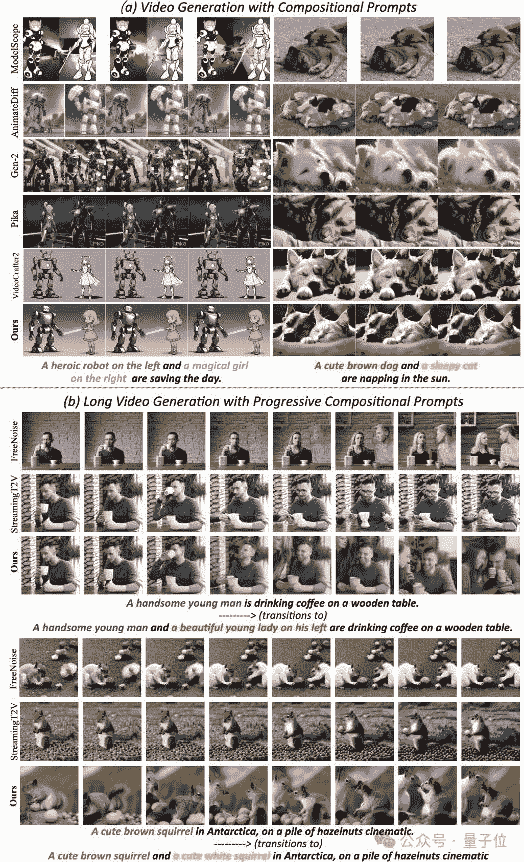 (a) Video Generation with Compositional Prompts
ModelScope
AnimateDiff
Gen-2
Pika
VideoCrafter2
Ours
A heroic robot on the left and a magical girl
on the right are saving the day.
A cute brown dog and a sleepy cat
are napping in the sun.
(b) Long Video Generation with Progressive Compositional Prompts
FreeNoise
StreamingT2V
Ours
A handsome young man is drinking coffee on a wooden table.
---------> (transitions to)
A handsome young man and a beautiful young lady on his left are drinking coffee on a wooden table.
FreeNoise
StreamingT2V
Ours
A cute brown squirrel in Antarctica, on a pile of hazelnuts cinematic.
---------> (transitions to)
A cute brown squirrel and a cute white squirrel in Antarctica, on a pile of hazelnuts cinematic
公众号 · 量子位